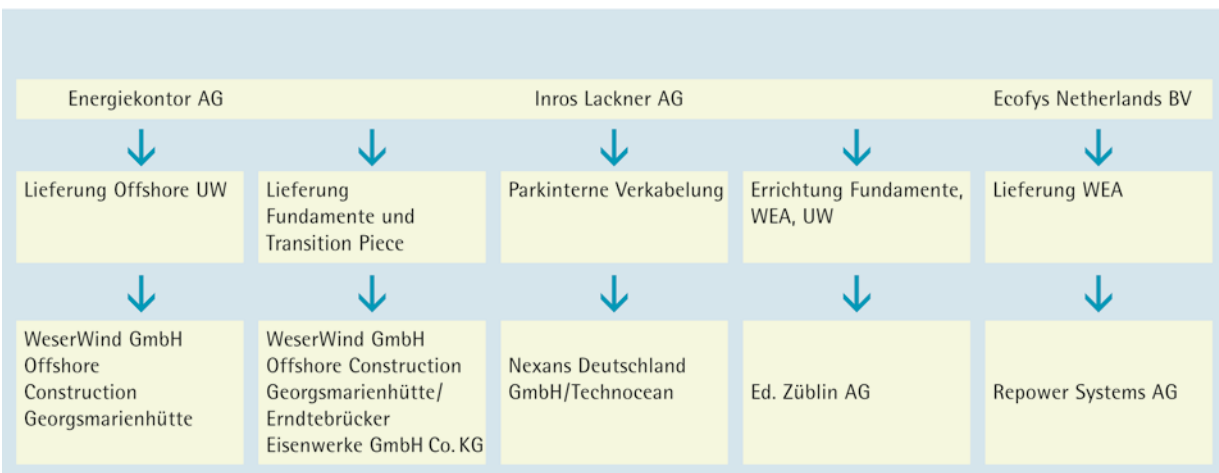 Energiekontor AG
Inros Lackner AG
Ecofys Netherlands BV
Lieferung Offshore UW
Lieferung
Fundamente und
Transition Piece
Parkinterne Verkabelung
Errichtung Fundamente,
WEA, UW
Lieferung WEA
WeserWind GmbH
Offshore
Construction
Georgsmarienhütte
WeserWind GmbH
Offshore Construction
Georgsmarienhütte/
Erndtebrücker
Eisenwerke GmbH Co. KG
Nexans Deutschland
GmbH/Technocean
Ed. Züblin AG
Repower Systems AG